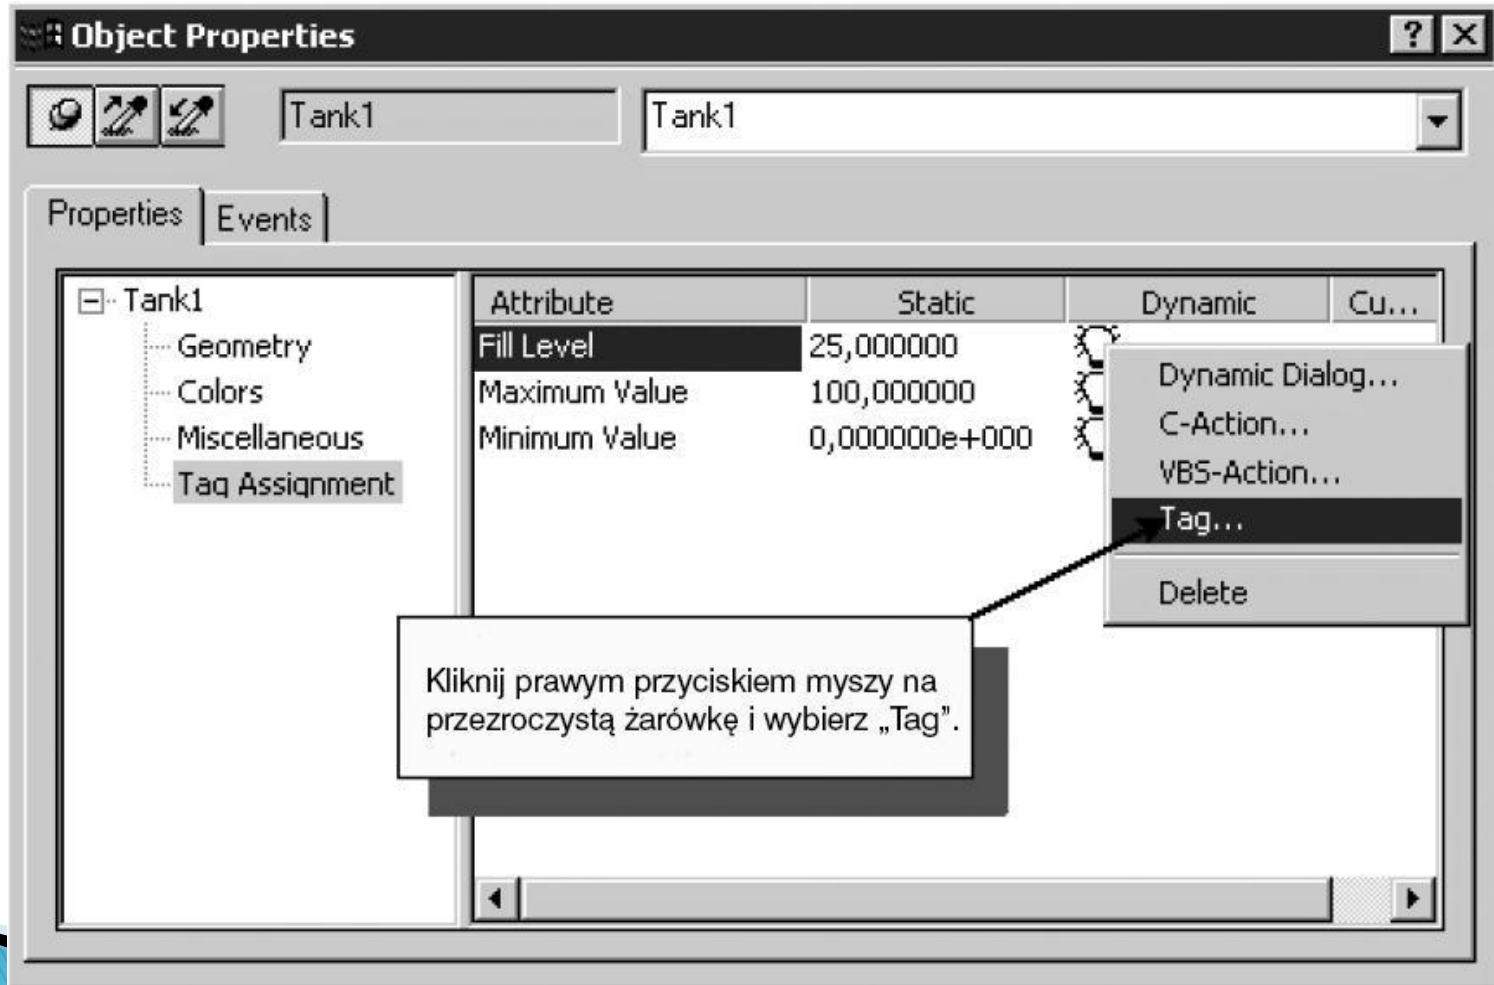 Object Properties
Tank1
Tank1
Properties
Events
Tank1
Geometry
Colors
Miscellaneous
Tag Assignment
Attribute Static Dynamic Cu...
Fill Level 25,000000
Maximum Value 100,000000
Minimum Value 0,000000e+000
Dynamic Dialog...
C-Action...
VBS-Action...
Tag...
Delete
Kliknij prawym przyciskiem myszy na
przezroczystą żarówkę i wybierz „Tag”.